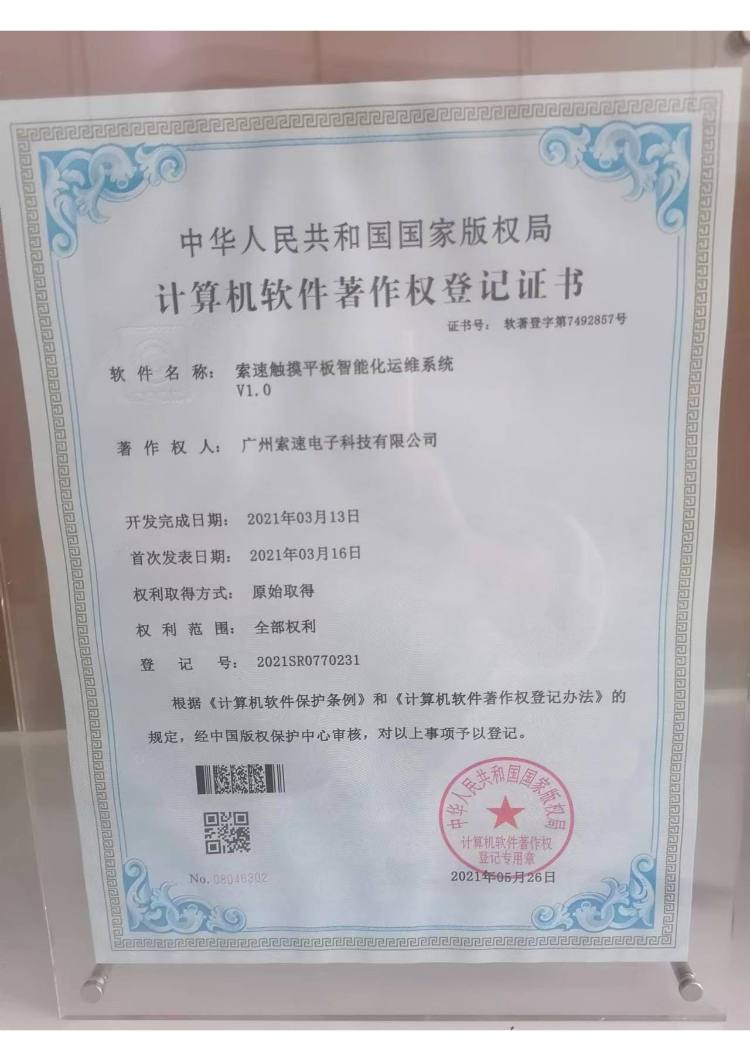 中华人民共和国国家版权局
计算机软件著作权登记证书
证书号： 软著登字第7492857号
软件名称： 索速触摸平板智能化运维系统
V1.0
著作权人： 广州索速电子科技有限公司
开发完成日期： 2021年03月13日
首次发表日期： 2021年03月16日
权利取得方式： 原始取得
权利范围： 全部权利
登记号： 2021SR0770231
根据《计算机软件保护条例》和《计算机软件著作权登记办法》的
规定，经中国版权保护中心审核，对以上事项予以登记。
中华人民共和国国家版权局
计算机软件著作权
登记专用章
No. 08046302
2021年05月26日